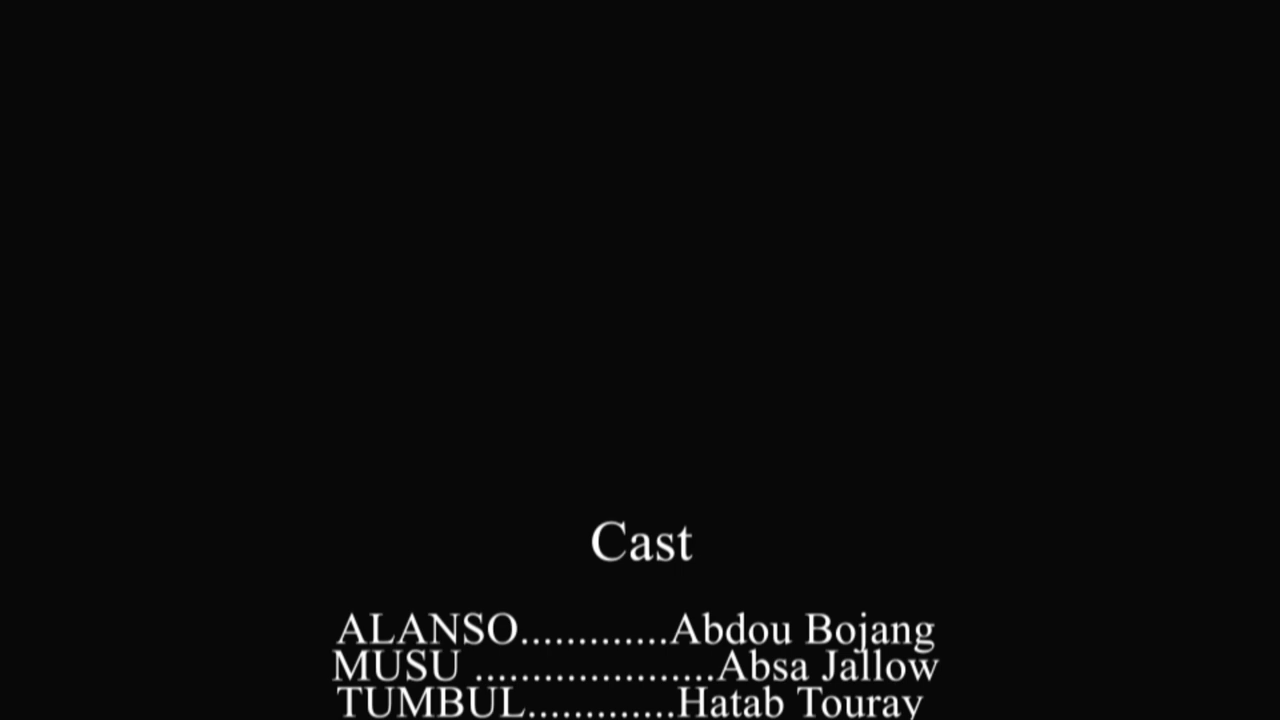 Cast
ALANSO.............Abdou Bojang
MUSU .....................Absa Jallow
TUMBUL.............Hatab Touray